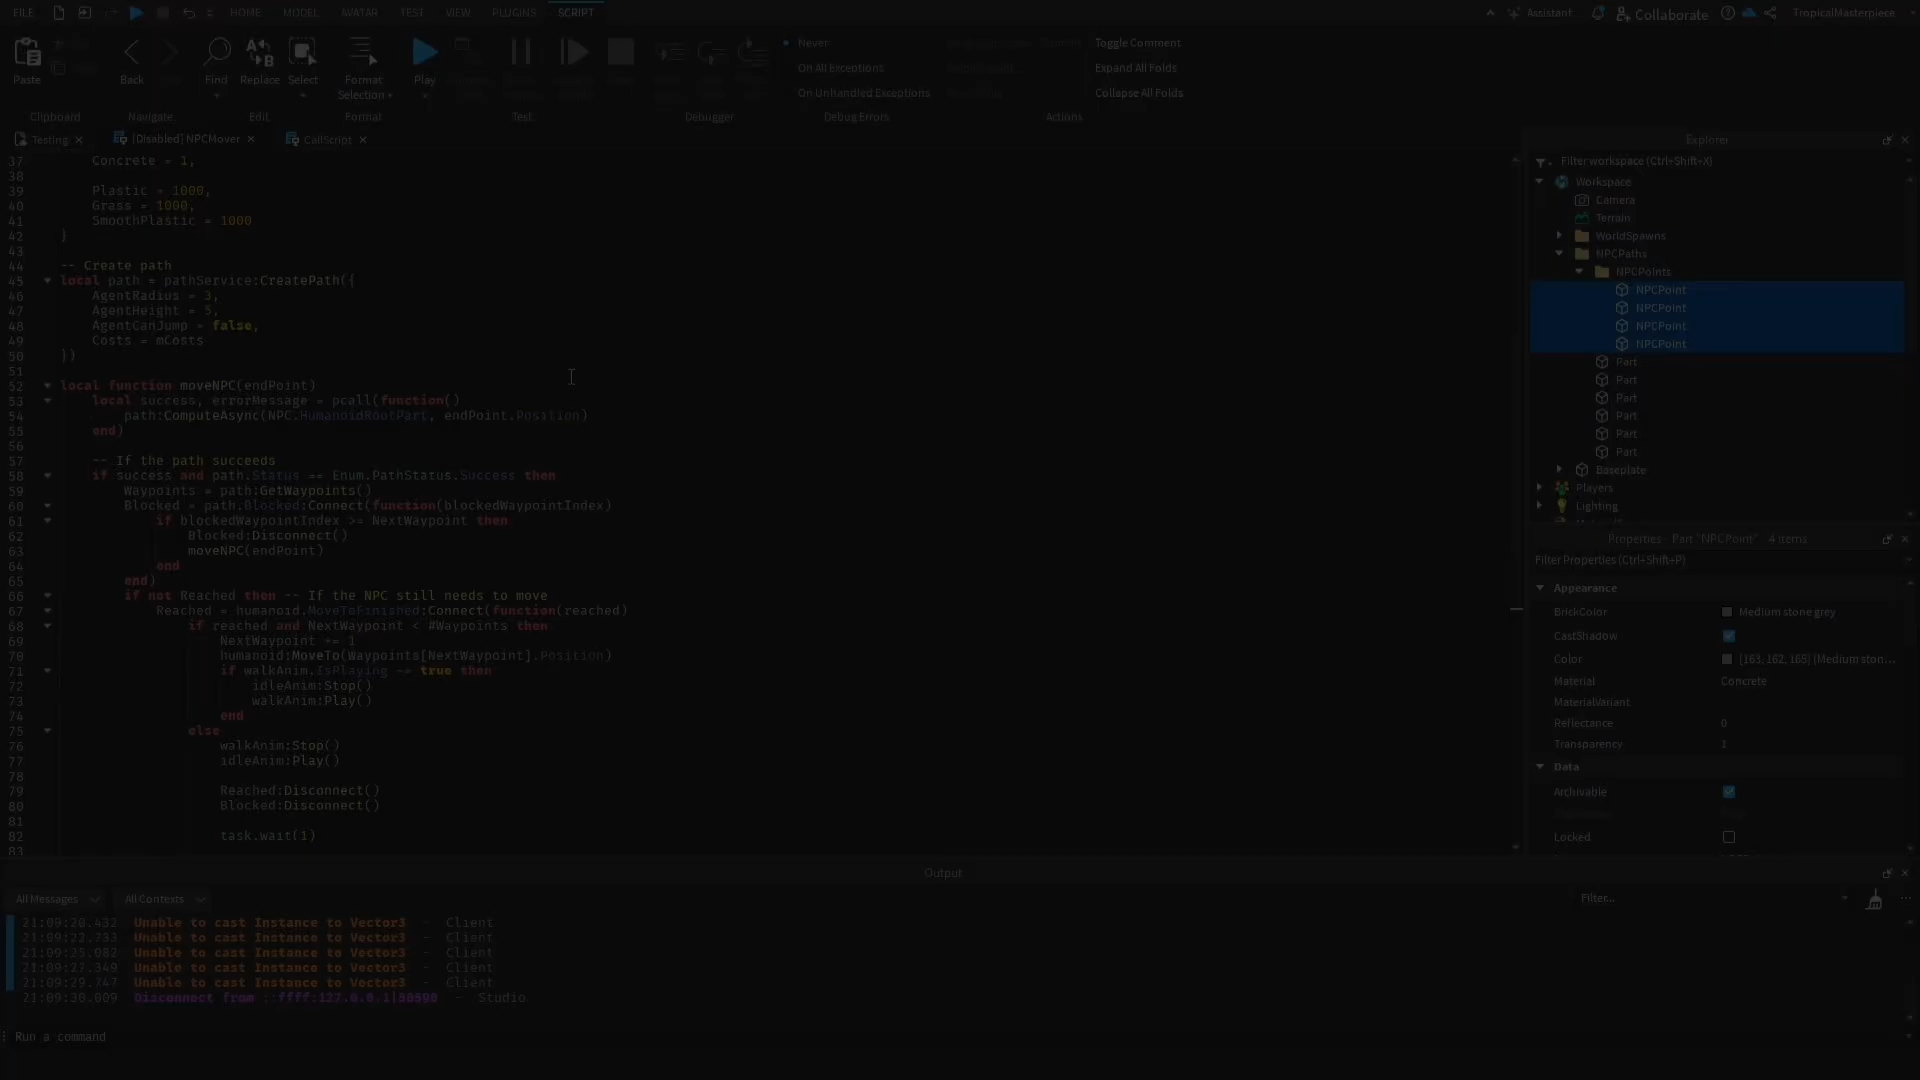 FILE HOME MODEL AVATAR TEST VIEW PLUGINS SCRIPT Assistant Collaborate TropicalMasterpiece
Paste Back Find Replace Select Format Selection Play Never Toggle Comment
On All Exceptions Expand All Folds
On Unhandled Exceptions Collapse All Folds
Clipboard Navigate Edit Format Test Debugger Debug Errors Actions
Testing × [Disabled] NPCMover × CallScript ×
37 Concrete = 1,
38
39 Plastic = 1000,
40 Grass = 1000,
41 SmoothPlastic = 1000
42 }
43
44 -- Create path
45 local path = pathService:CreatePath({
46 AgentRadius = 3,
47 AgentHeight = 5,
48 AgentCanJump = false,
49 Costs = mCosts
50 })
51
52 local function moveNPC(endPoint)
53 local success, errorMessage = pcall(function()
54 path:ComputeAsync(NPC.HumanoidRootPart, endPoint.Position)
55 end)
56
57 -- If the path succeeds
58 if success and path.Status == Enum.PathStatus.Success then
59 Waypoints = path:GetWaypoints()
60 Blocked = path.Blocked:Connect(function(blockedWaypointIndex)
61 if blockedWaypointIndex >= NextWaypoint then
62 Blocked:Disconnect()
63 moveNPC(endPoint)
64 end
65 end)
66 if not Reached then -- If the NPC still needs to move
67 Reached = humanoid.MoveToFinished:Connect(function(reached)
68 if reached and NextWaypoint < #Waypoints then
69 NextWaypoint += 1
70 humanoid:MoveTo(Waypoints[NextWaypoint].Position)
71 if walkAnim.IsPlaying ~= true then
72 idleAnim:Stop()
73 walkAnim:Play()
74 end
75 else
76 walkAnim:Stop()
77 idleAnim:Play()
78
79 Reached:Disconnect()
80 Blocked:Disconnect()
81
82 task.wait(1)
83
Explorer
Filter workspace (Ctrl+Shift+X)
Workspace
Camera
Terrain
WorldSpawns
NPCPaths
NPCPoints
NPCPoint
NPCPoint
NPCPoint
NPCPoint
Part
Part
Part
Part
Part
Part
Baseplate
Players
Lighting
Properties - Part "NPCPoint" - 4 items
Filter Properties (Ctrl+Shift+P)
Appearance
BrickColor Medium stone grey
CastShadow
Color [163, 162, 165] (Medium ston...
Material Concrete
MaterialVariant
Reflectance 0
Transparency 1
Data
Archivable
Locked
Output
All Messages All Contexts Filter...
21:09:20.432 Unable to cast Instance to Vector3 - Client
21:09:22.733 Unable to cast Instance to Vector3 - Client
21:09:25.082 Unable to cast Instance to Vector3 - Client
21:09:27.349 Unable to cast Instance to Vector3 - Client
21:09:29.747 Unable to cast Instance to Vector3 - Client
21:09:30.009 Disconnect from ::ffff:127.0.0.1|50590 - Studio
Run a command